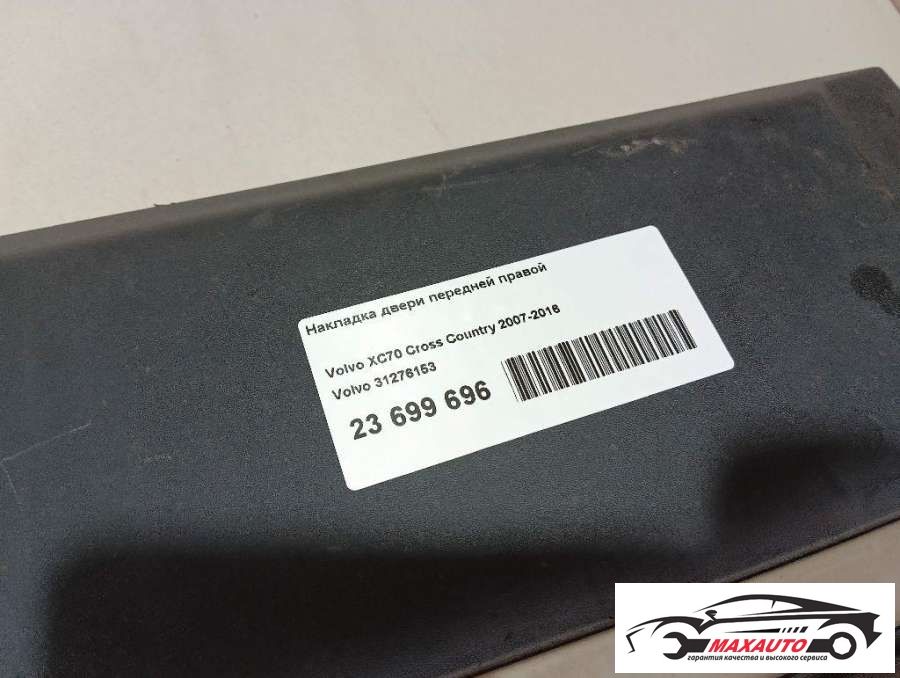 Накладка двери передней правой
Volvo XC70 Cross Country 2007-2016
Volvo 31276153
23 699 696
MAXAUTO
гарантия качества и высокого сервиса